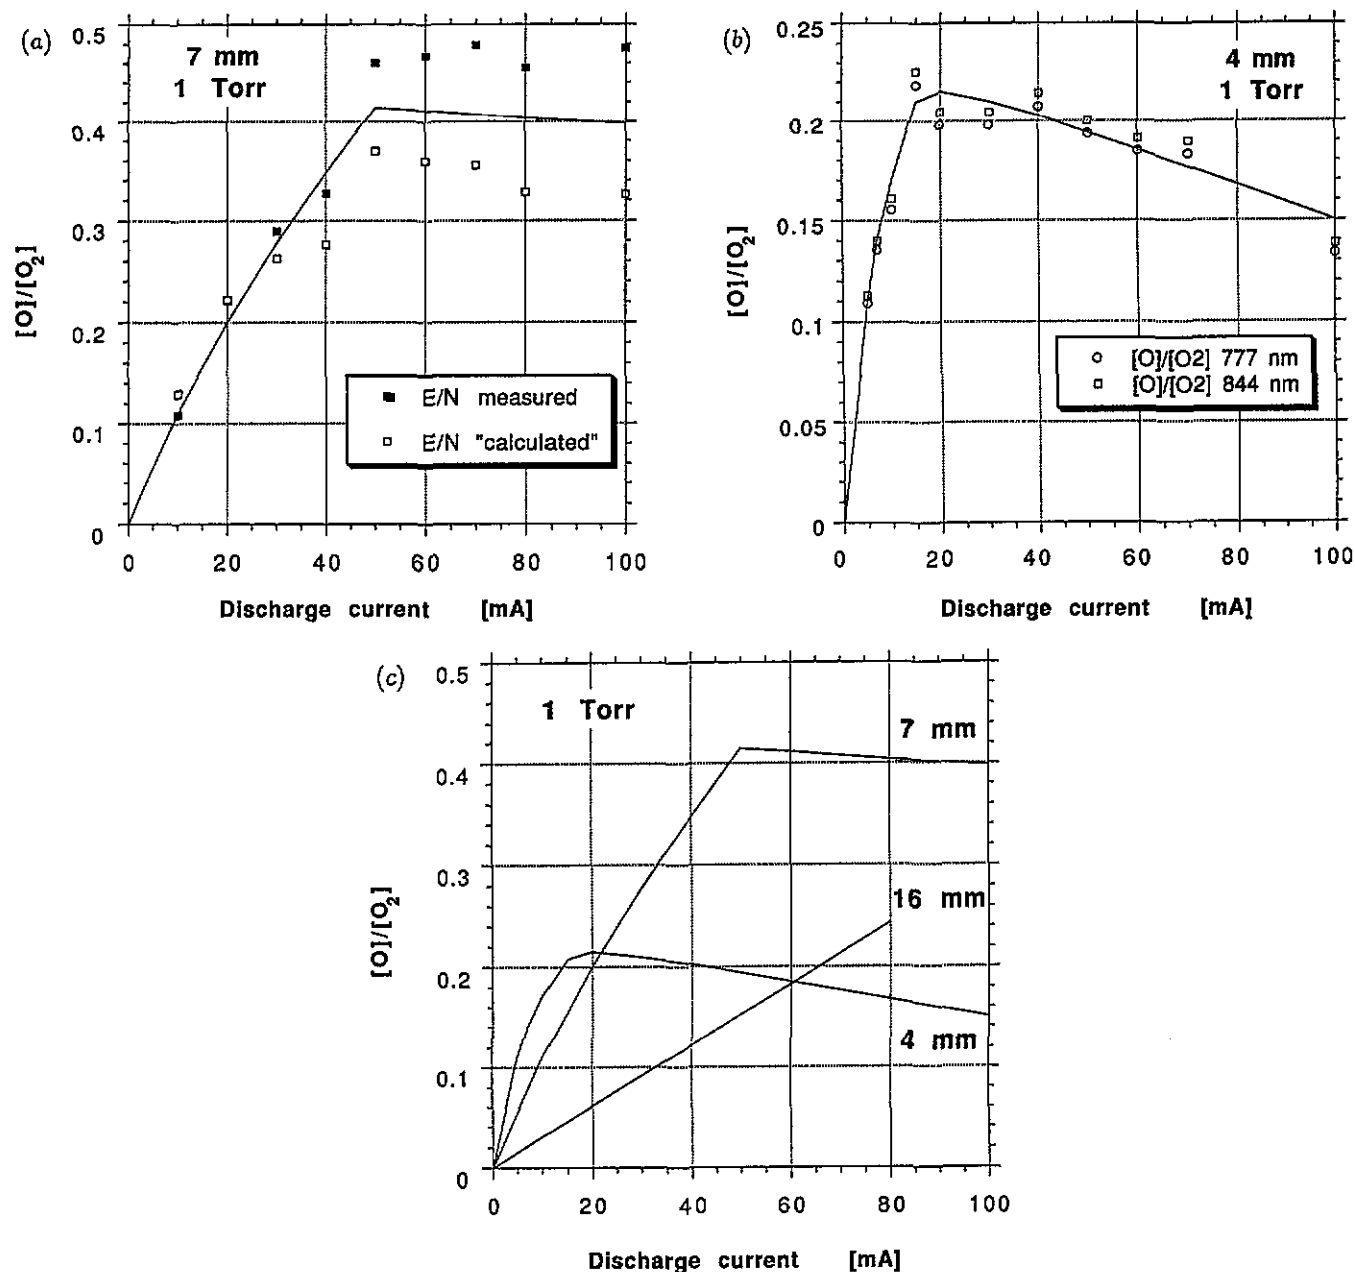 (a)
7 mm
1 Torr
0.5
0.4
0.3
0.2
0.1
0
[O]/[O₂]
E/N measured
E/N "calculated"
0 20 40 60 80 100
Discharge current [mA]
(b)
4 mm
1 Torr
0.25
0.2
0.15
0.1
0.05
0
[O]/[O₂]
[O]/[O2] 777 nm
[O]/[O2] 844 nm
0 20 40 60 80 100
Discharge current [mA]
(c)
1 Torr
0.5
0.4
0.3
0.2
0.1
0
[O]/[O₂]
7 mm
16 mm
4 mm
0 20 40 60 80 100
Discharge current [mA]